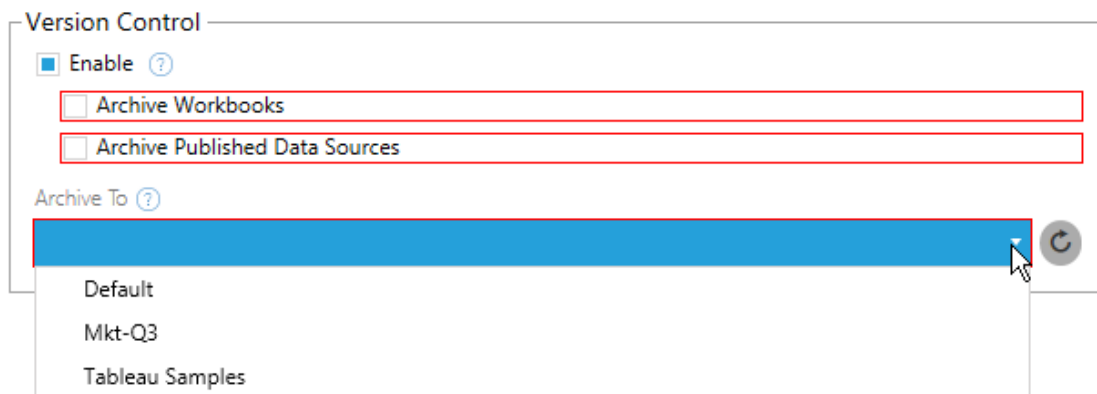 Version Control
Enable ?
Archive Workbooks
Archive Published Data Sources
Archive To ?
Default
Mkt-Q3
Tableau Samples